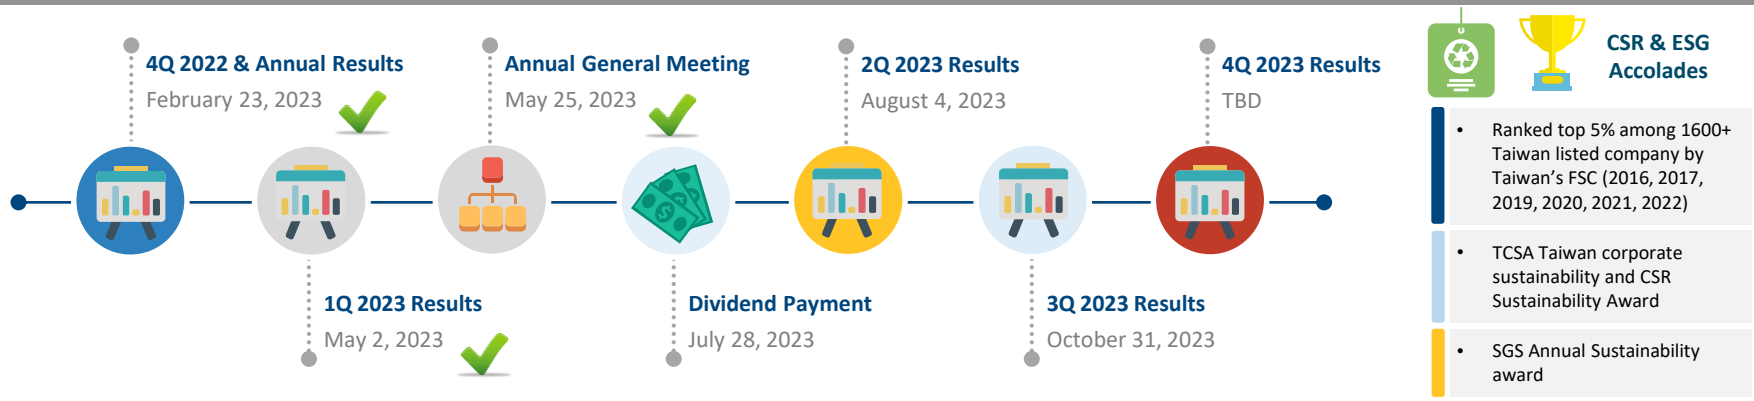 4Q 2022 & Annual Results
February 23, 2023
1Q 2023 Results
May 2, 2023
Annual General Meeting
May 25, 2023
Dividend Payment
July 28, 2023
2Q 2023 Results
August 4, 2023
3Q 2023 Results
October 31, 2023
4Q 2023 Results
TBD
CSR & ESG
Accolades
• Ranked top 5% among 1600+
Taiwan listed company by
Taiwan’s FSC (2016, 2017,
2019, 2020, 2021, 2022)
• TCSA Taiwan corporate
sustainability and CSR
Sustainability Award
• SGS Annual Sustainability
award